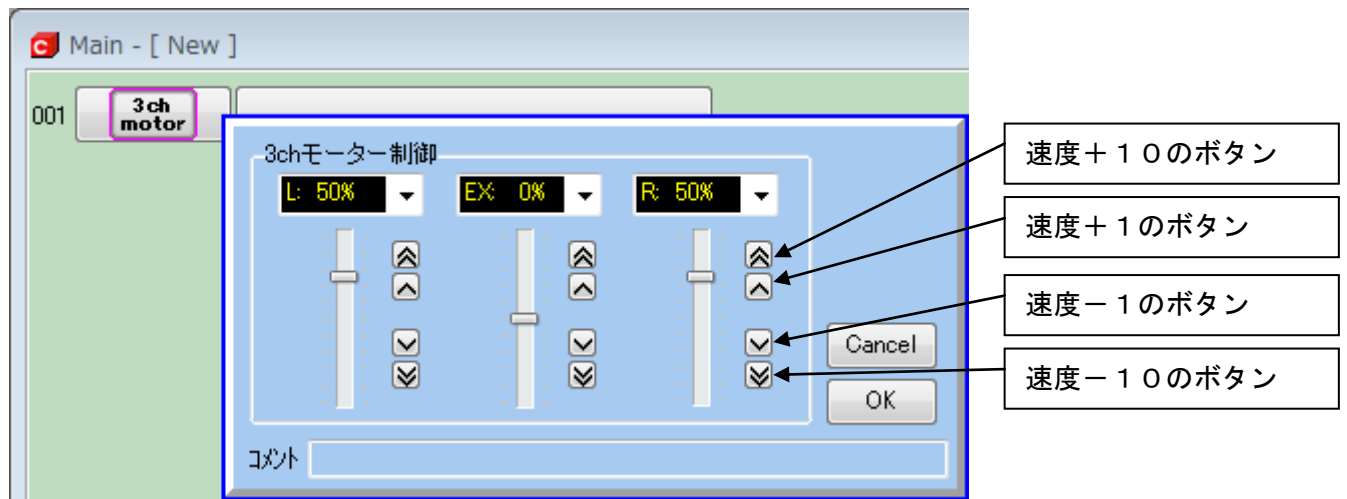 Main - [ New ]
001
3ch
motor
3chモーター制御
L: 50%
EX: 0%
R: 50%
速度＋１０のボタン
速度＋１のボタン
速度－１のボタン
速度－１０のボタン
Cancel
OK
コメント